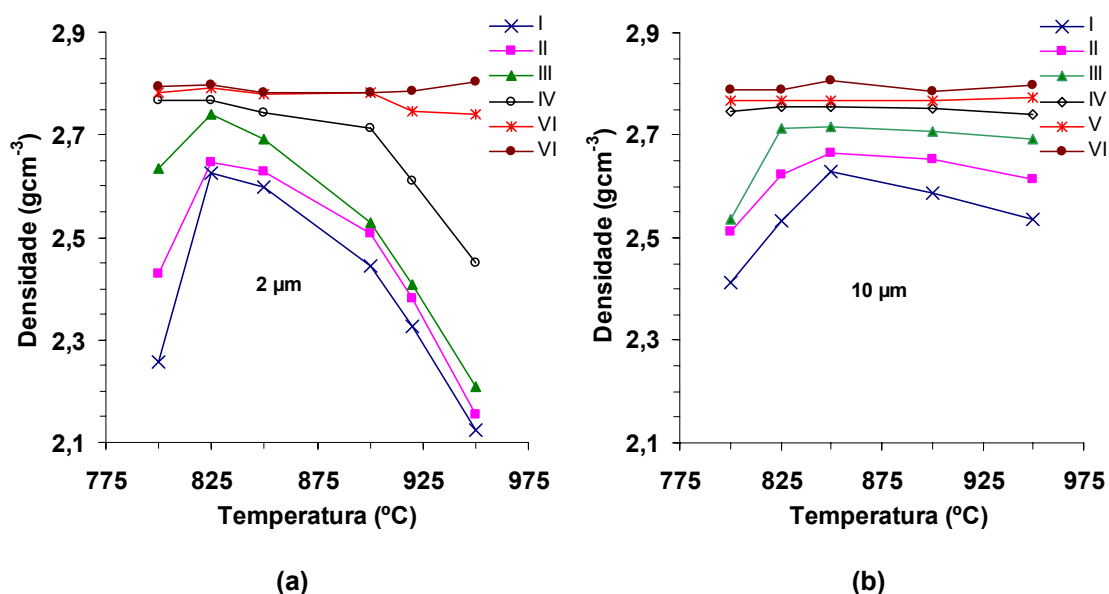 2,9
2,7
2,5
2,3
2,1
Densidade (gcm-3)
775 825 875 925 975
Temperatura (ºC)
2 µm
I
II
III
IV
VI
VI
(a)
2,9
2,7
2,5
2,3
2,1
Densidade (gcm-3)
775 825 875 925 975
Temperatura (ºC)
10 µm
I
II
III
IV
V
VI
(b)